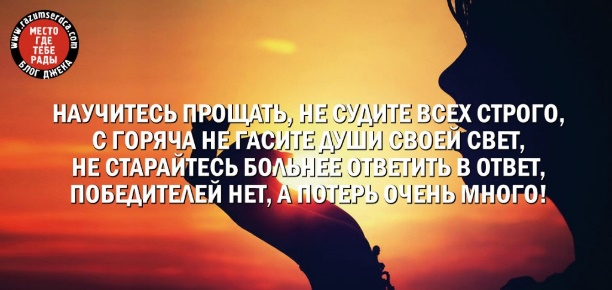 www.razumserdca.com
МЕСТО
ГДЕ
ТЕБЕ
РАДЫ
БЛОГ ДЖЕКА
НАУЧИТЕСЬ ПРОЩАТЬ, НЕ СУДИТЕ ВСЕХ СТРОГО,
С ГОРЯЧА НЕ ГАСИТЕ ДУШИ СВОЕЙ СВЕТ,
НЕ СТАРАЙТЕСЬ БОЛЬНЕЕ ОТВЕТИТЬ В ОТВЕТ,
ПОБЕДИТЕЛЕЙ НЕТ, А ПОТЕРЬ ОЧЕНЬ МНОГО!